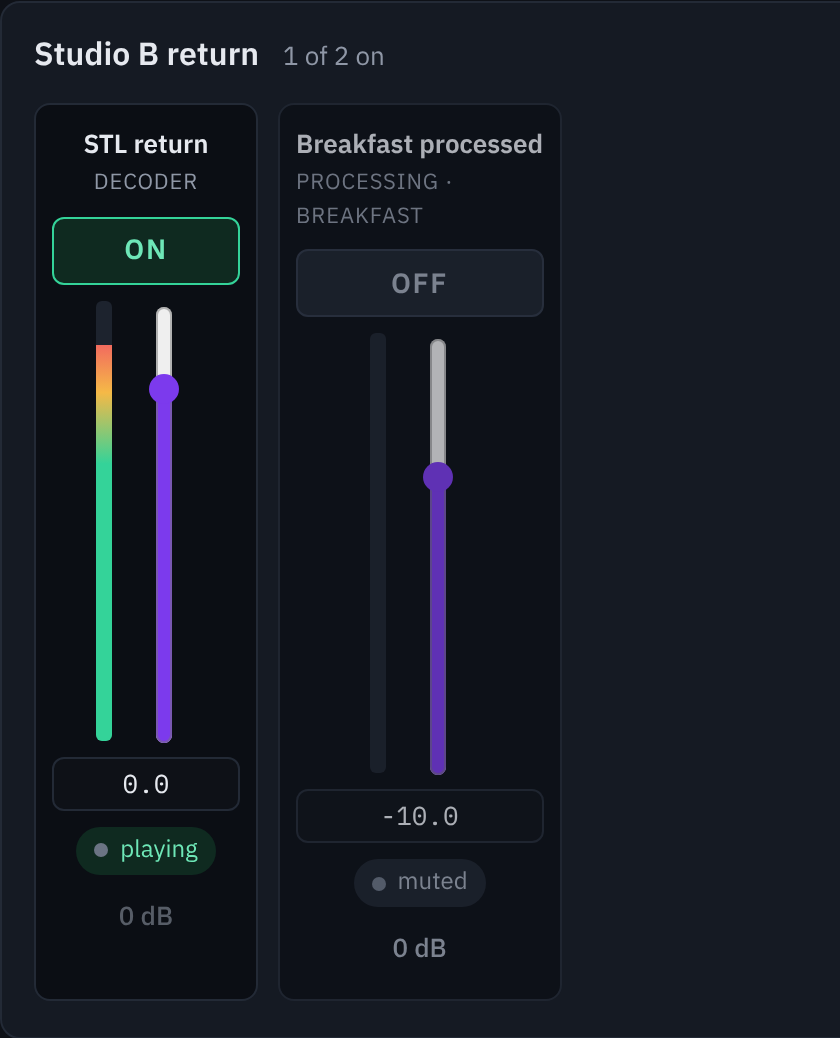 Studio B return 1 of 2 on
STL return
DECODER
ON
0.0
playing
0 dB
Breakfast processed
PROCESSING ·
BREAKFAST
OFF
-10.0
muted
0 dB